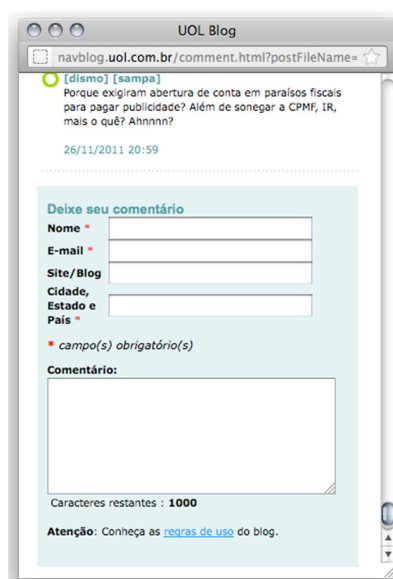 UOL Blog
navblog.uol.com.br/comment.html?postFileName=
[dismo] [sampa]
Porque exigiram abertura de conta em paraísos fiscais
para pagar publicidade? Além de sonegar a CPMF, IR,
mais o quê? Ahnnnn?
26/11/2011 20:59
Deixe seu comentário
Nome *
E-mail *
Site/Blog
Cidade,
Estado e
País *
* campo(s) obrigatório(s)
Comentário:
Caracteres restantes : 1000
Atenção: Conheça as regras de uso do blog.